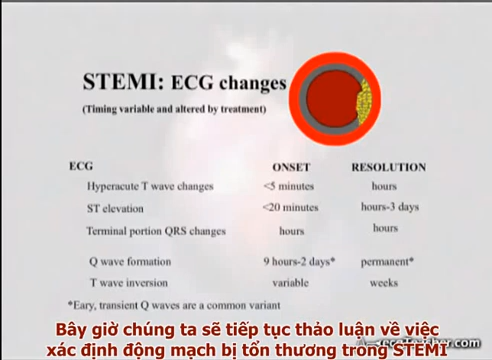 STEMI: ECG changes
(Timing variable and altered by treatment)
ECG ONSET RESOLUTION
Hyperacute T wave changes <5 minutes hours
ST elevation <20 minutes hours-3 days
Terminal portion QRS changes hours hours
Q wave formation 9 hours-2 days* permanent*
T wave inversion variable weeks
*Eary, transient Q waves are a common variant
Bây giờ chúng ta sẽ tiếp tục thảo luận về việc
xác định động mạch bị tổn thương trong STEMI